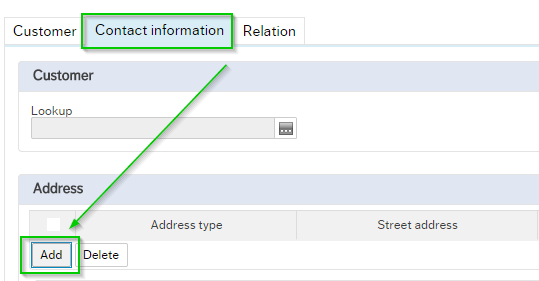 Customer Contact information Relation
Customer
Lookup
...
Address
Address type Street address
Add Delete